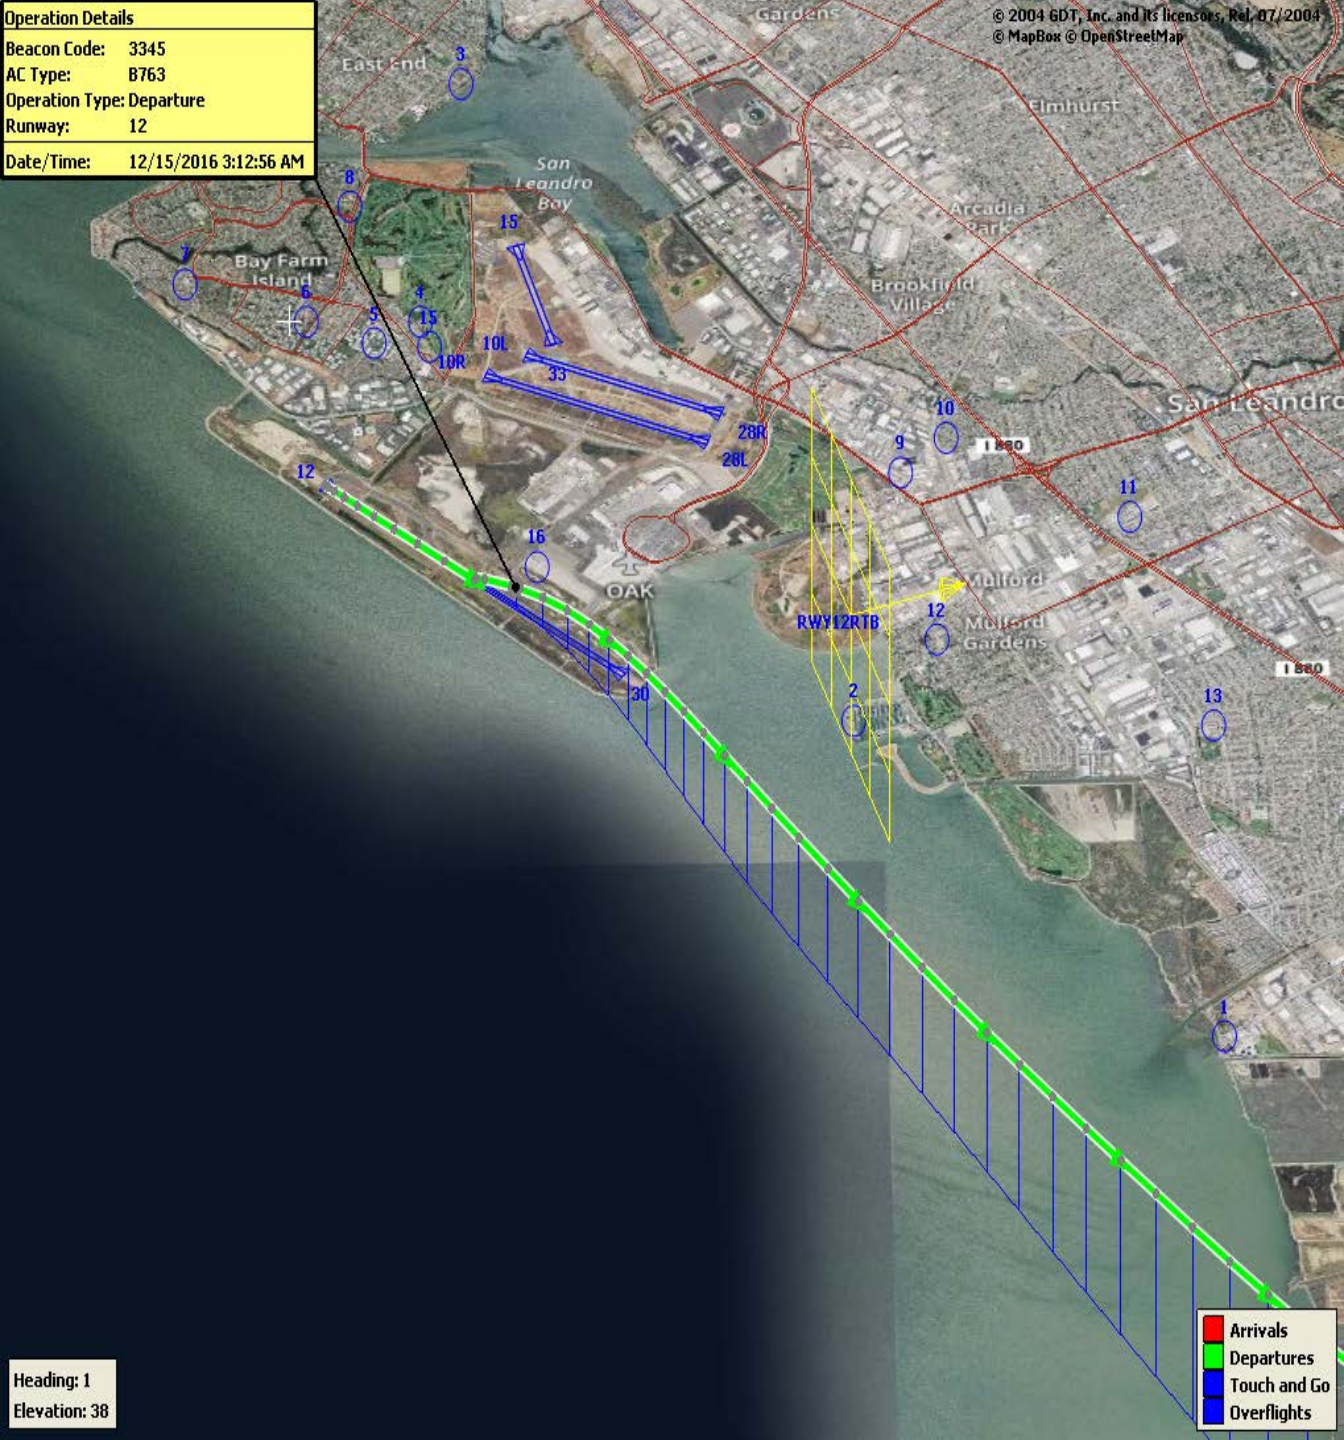 Operation Details
Beacon Code: 3345
AC Type: B763
Operation Type: Departure
Runway: 12
Date/Time: 12/15/2016 3:12:56 AM
© 2004 GDT, Inc. and its licensors, Rel. 07/2004
© MapBox © OpenStreetMap
Gardens
East End
3
Elmhurst
San
Leandro
Bay
8
Arcadia
Park
15
7
Bay Farm
Island
Brookfield
Village
6
5
4
15
10L
10R
33
San Leandro
10
28R
9
I 880
28L
12
11
16
OAK
Mulford
RWY12RTB
12
Mulford
Gardens
I 880
30
2
13
1
Arrivals
Departures
Touch and Go
Overflights
Heading: 1
Elevation: 38